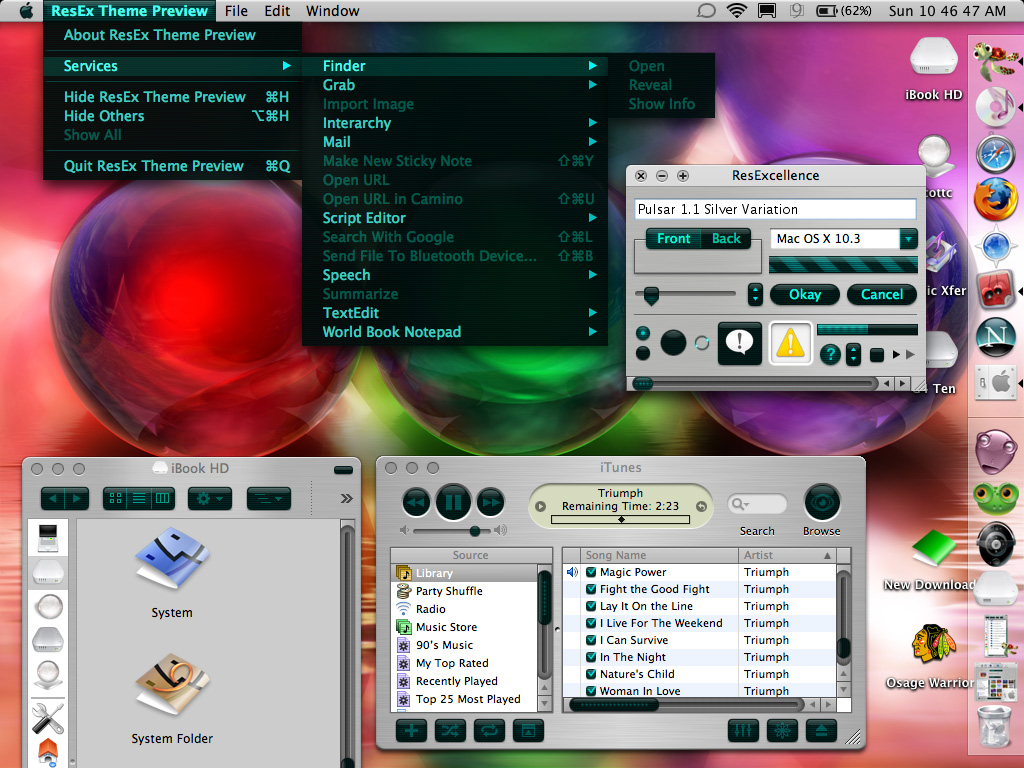 ResEx Theme Preview File Edit Window (62%) Sun 10 46 47 AM
About ResEx Theme Preview
Services
Hide ResEx Theme Preview ⌘H
Hide Others ⌥⌘H
Show All
Quit ResEx Theme Preview ⌘Q
Finder
Grab
Import Image
Interarchy
Mail
Make New Sticky Note ⇧⌘Y
Open URL
Open URL in Camino ⇧⌘U
Script Editor
Search With Google ⇧⌘L
Send File To Bluetooth Device... ⇧⌘B
Speech
Summarize
TextEdit
World Book Notepad
Open
Reveal
Show Info
iBook HD
ResExcellence
Pulsar 1.1 Silver Variation
Front Back
Mac OS X 10.3
Okay Cancel
Xfer
Ten
New Download
Osage Warrior
iBook HD
System
System Folder
iTunes
Triumph
Remaining Time: 2:23
Search
Browse
Source
Library
Party Shuffle
Radio
Music Store
90's Music
My Top Rated
Recently Played
Top 25 Most Played
Song Name Artist
Magic Power Triumph
Fight the Good Fight Triumph
Lay It On the Line Triumph
I Live For The Weekend Triumph
I Can Survive Triumph
In The Night Triumph
Nature's Child Triumph
Woman In Love Triumph